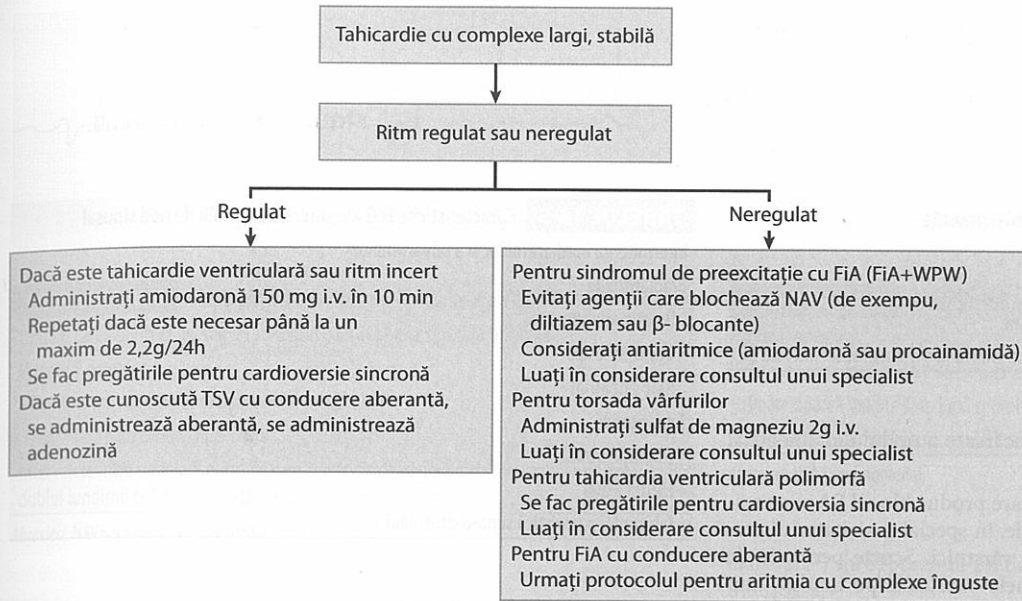 Tahicardie cu complexe largi, stabilă
Ritm regulat sau neregulat
Regulat
Neregulat
Dacă este tahicardie ventriculară sau ritm incert
Administrați amiodaronă 150 mg i.v. în 10 min
Repetați dacă este necesar până la un
maxim de 2,2g/24h
Se fac pregătirile pentru cardioversie sincronă
Dacă este cunoscută TSV cu conducere aberantă,
se administrează aberantă, se administrează
adenozină
Pentru sindromul de preexcitație cu FiA (FiA+WPW)
Evitați agenții care blochează NAV (de exempu,
diltiazem sau β- blocante)
Considerați antiaritmice (amiodaronă sau procainamidă)
Luați în considerare consultul unui specialist
Pentru torsada vârfurilor
Administrați sulfat de magneziu 2g i.v.
Luați în considerare consultul unui specialist
Pentru tahicardia ventriculară polimorfă
Se fac pregătirile pentru cardioversia sincronă
Luați în considerare consultul unui specialist
Pentru FiA cu conducere aberantă
Urmați protocolul pentru aritmia cu complexe înguste